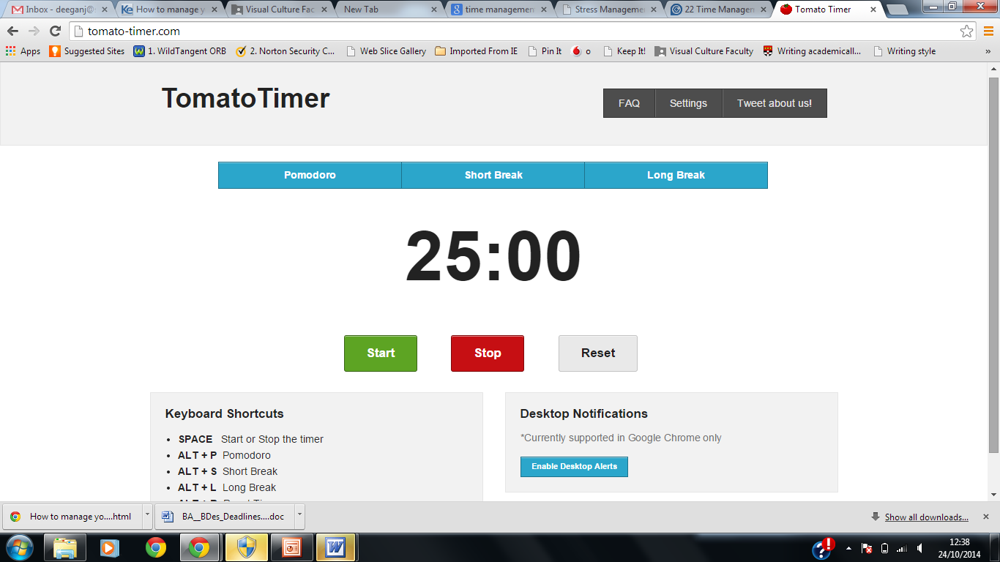 Inbox - deeganj@
How to manage y
Visual Culture Fac
New Tab
time managemen
Stress Manageme
22 Time Manager
Tomato Timer
tomato-timer.com
Apps
Suggested Sites
1. WildTangent ORB
2. Norton Security C...
Web Slice Gallery
Imported From IE
Pin It
o
Keep It!
Visual Culture Faculty
Writing academicall...
Writing style
»
TomatoTimer
FAQ
Settings
Tweet about us!
Pomodoro
Short Break
Long Break
25:00
Start
Stop
Reset
Keyboard Shortcuts
SPACE Start or Stop the timer
ALT + P Pomodoro
ALT + S Short Break
ALT + L Long Break
Desktop Notifications
*Currently supported in Google Chrome only
Enable Desktop Alerts
How to manage yo....html
BA__BDes_Deadlines....doc
Show all downloads...
12:38
24/10/2014